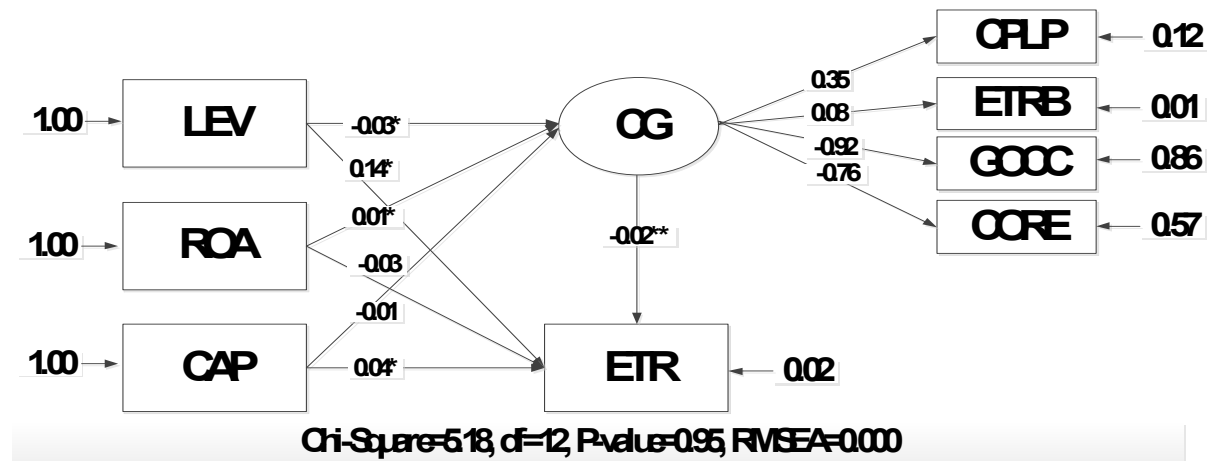 CPLP
0.12
0.35
ETRB
0.01
1.00
LEV
CG
0.08
-0.03*
-0.92
GOOC
0.86
0.14*
-0.76
CORE
0.57
1.00
ROA
0.01*
-0.02**
-0.03
-0.01
1.00
CAP
0.04*
ETR
0.02
Chi-Square=5.18, df=12, P-value=0.95, RMSEA=0.000